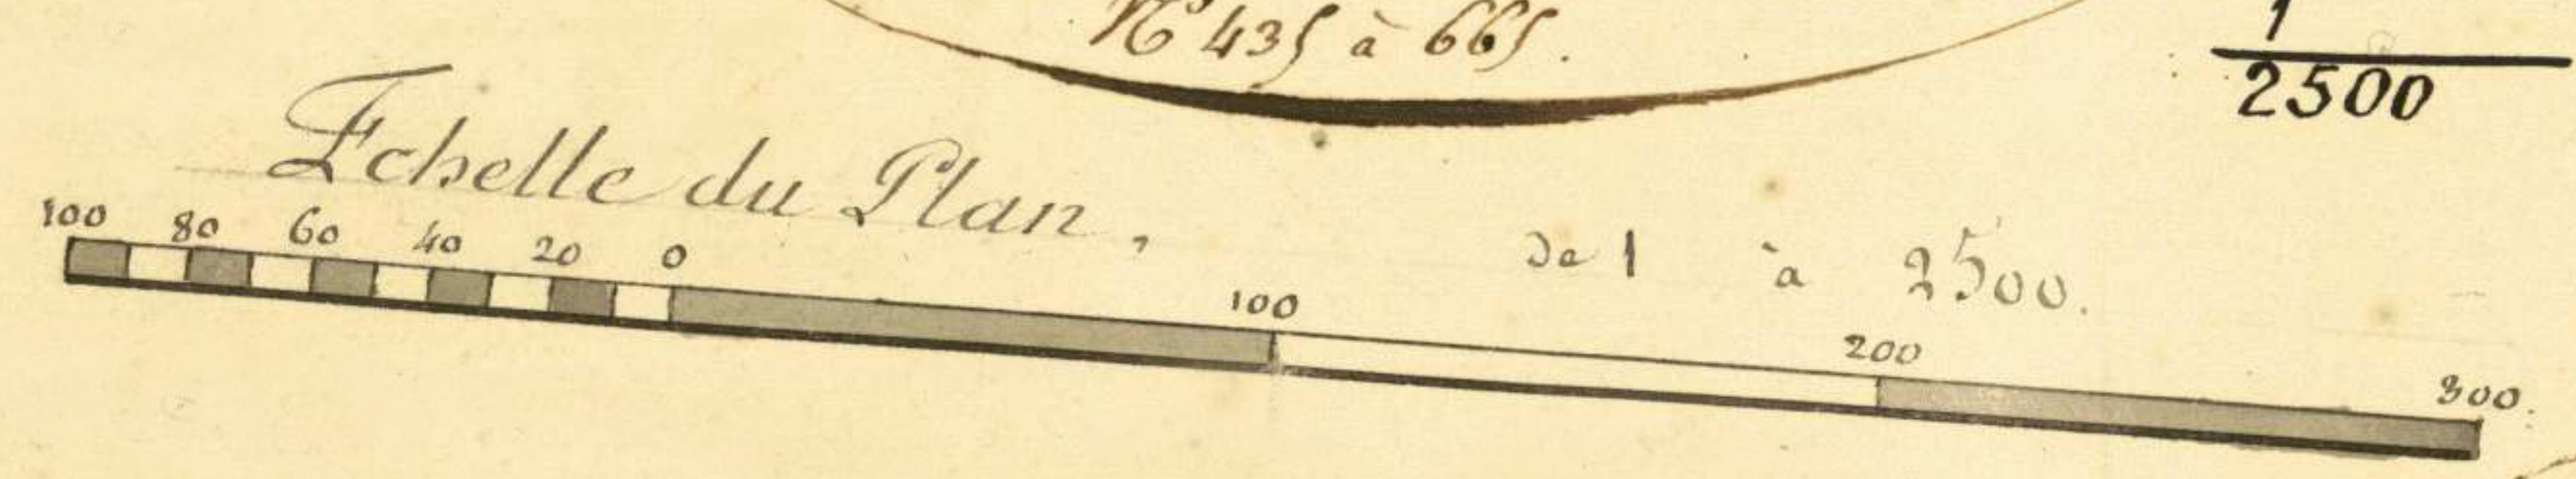 N° 435 à 665.
1
2500
Echelle du Plan, de 1 à 2500.
100 80 60 40 20 0 100 200 300.